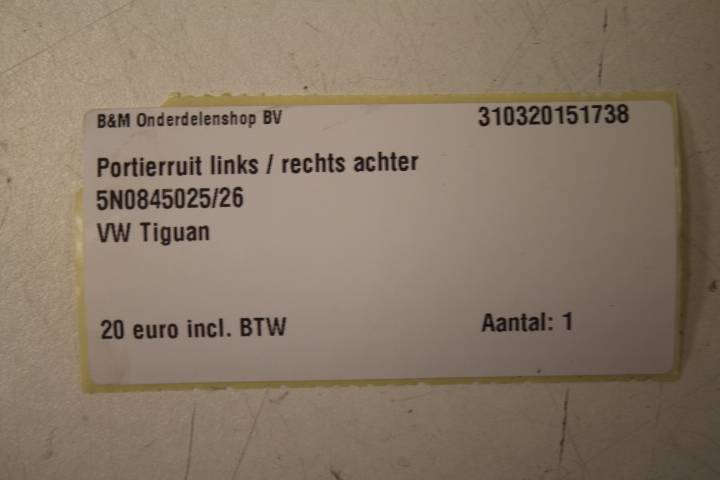 B&M Onderdelenshop BV 310320151738
Portierruit links / rechts achter
5N0845025/26
VW Tiguan
20 euro incl. BTW Aantal: 1